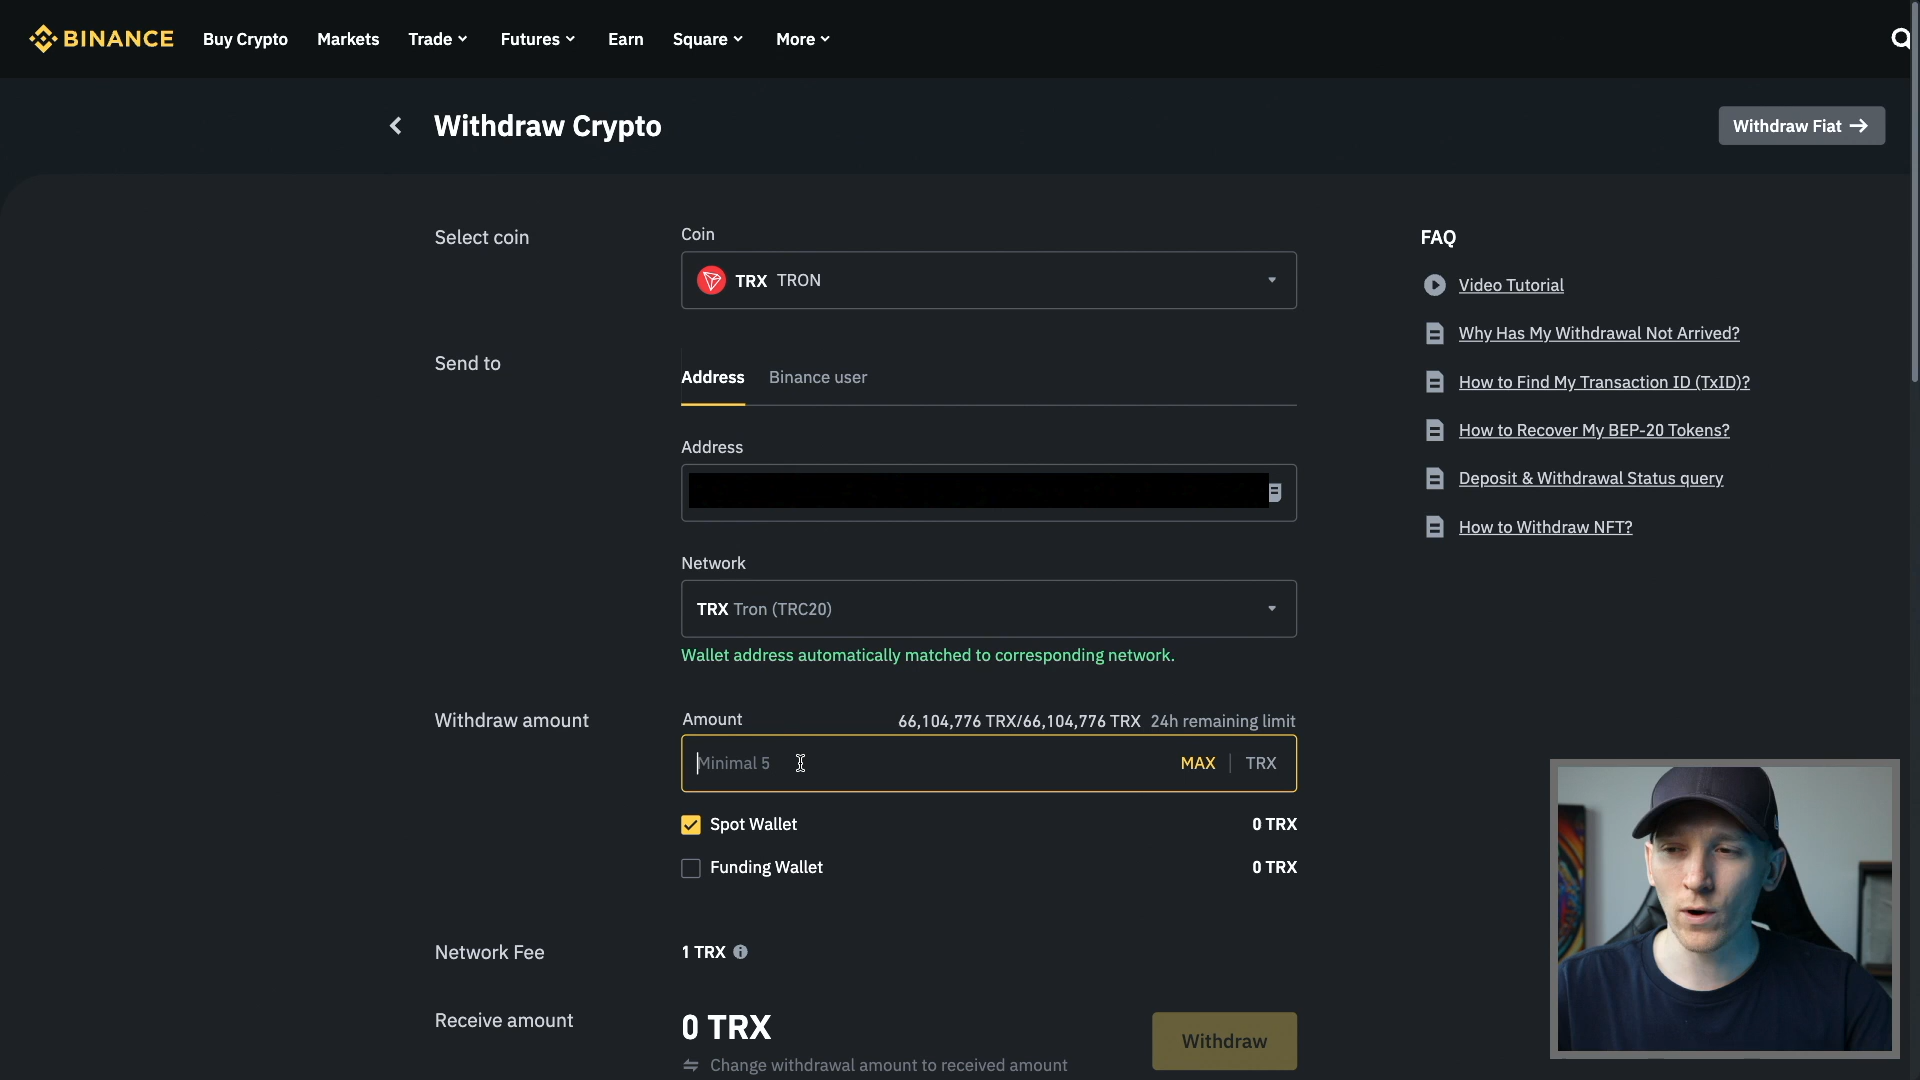 BINANCE Buy Crypto Markets Trade Futures Earn Square More
Withdraw Crypto
Withdraw Fiat
Select coin
Coin
TRX TRON
Send to
Address Binance user
Address
Network
TRX Tron (TRC20)
Wallet address automatically matched to corresponding network.
Withdraw amount
Amount 66,104,776 TRX/66,104,776 TRX 24h remaining limit
Minimal 5 MAX TRX
Spot Wallet 0 TRX
Funding Wallet 0 TRX
Network Fee 1 TRX
Receive amount 0 TRX
Withdraw
Change withdrawal amount to received amount
FAQ
Video Tutorial
Why Has My Withdrawal Not Arrived?
How to Find My Transaction ID (TxID)?
How to Recover My BEP-20 Tokens?
Deposit & Withdrawal Status query
How to Withdraw NFT?